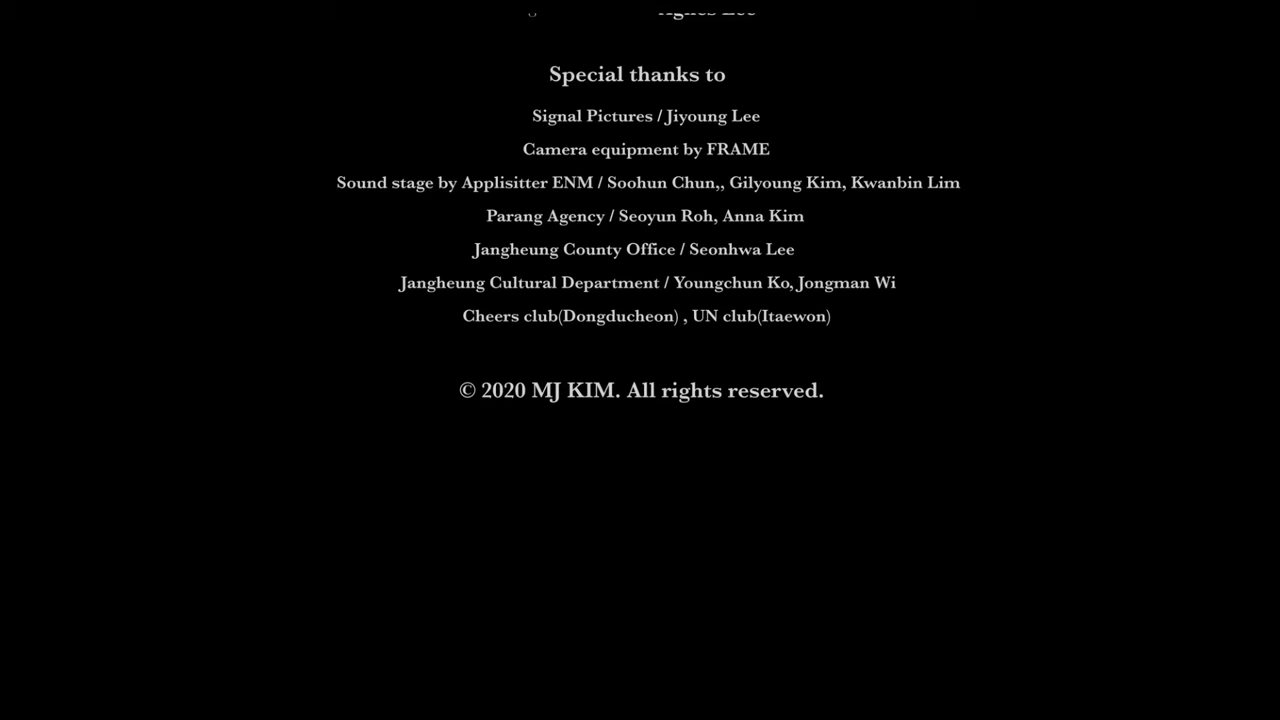 Special thanks to
Signal Pictures / Jiyoung Lee
Camera equipment by FRAME
Sound stage by Applisitter ENM / Soohun Chun,, Gilyoung Kim, Kwanbin Lim
Parang Agency / Seoyun Roh, Anna Kim
Jangheung County Office / Seonhwa Lee
Jangheung Cultural Department / Youngchun Ko, Jongman Wi
Cheers club(Dongducheon) , UN club(Itaewon)
© 2020 MJ KIM. All rights reserved.